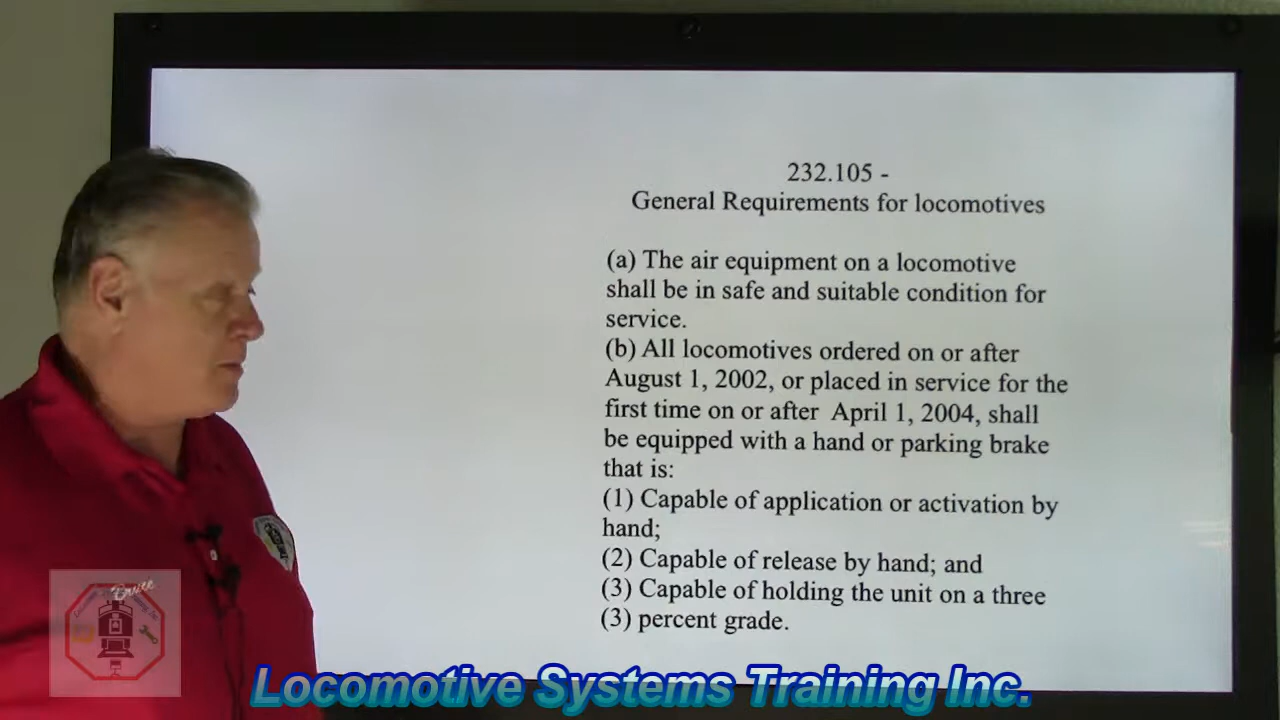 232.105 -
General Requirements for locomotives
(a) The air equipment on a locomotive
shall be in safe and suitable condition for
service.
(b) All locomotives ordered on or after
August 1, 2002, or placed in service for the
first time on or after April 1, 2004, shall
be equipped with a hand or parking brake
that is:
(1) Capable of application or activation by
hand;
(2) Capable of release by hand; and
(3) Capable of holding the unit on a three
(3) percent grade.
Bruce
Locomotive Systems Training Inc.